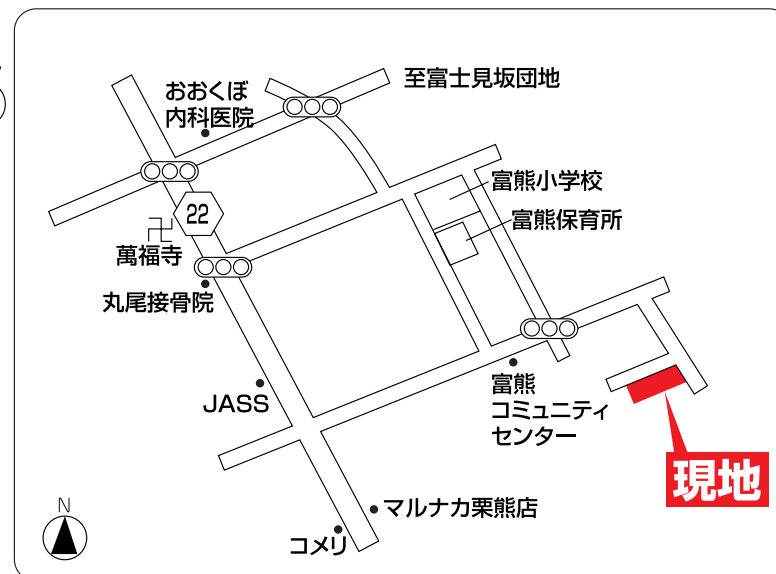 おおくぼ
内科医院
至富士見坂団地
22
富熊小学校
富熊保育所
萬福寺
丸尾接骨院
JASS
富熊
コミュニティ
センター
現地
マルナカ栗熊店
コメリ
N